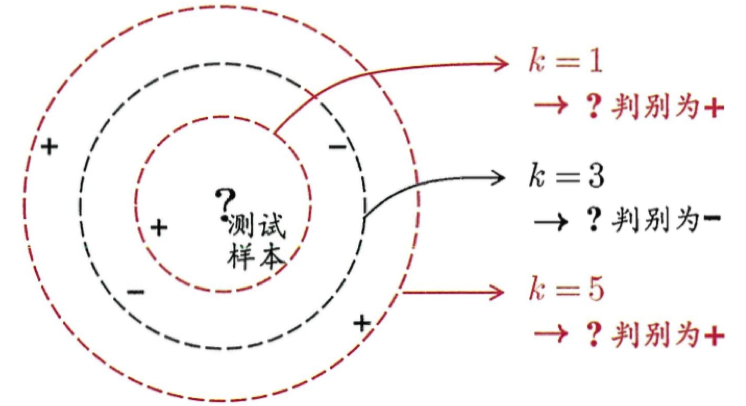 k = 1
→ ?判别为+
+
−
k = 3
→ ?判别为−
?
测试
样本
+
−
k = 5
→ ?判别为+
+